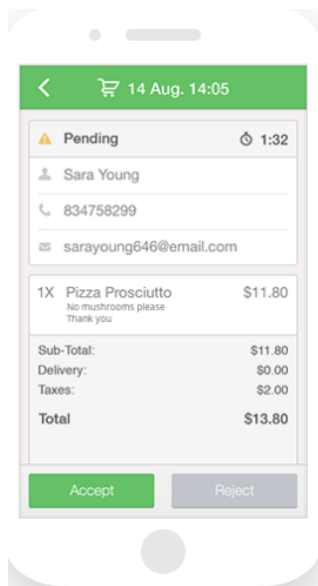 14 Aug. 14:05
Pending 1:32
Sara Young
834758299
sarayoung646@email.com
1X Pizza Prosciutto $11.80
No mushrooms please
Thank you
Sub-Total: $11.80
Delivery: $0.00
Taxes: $2.00
Total $13.80
Accept Reject